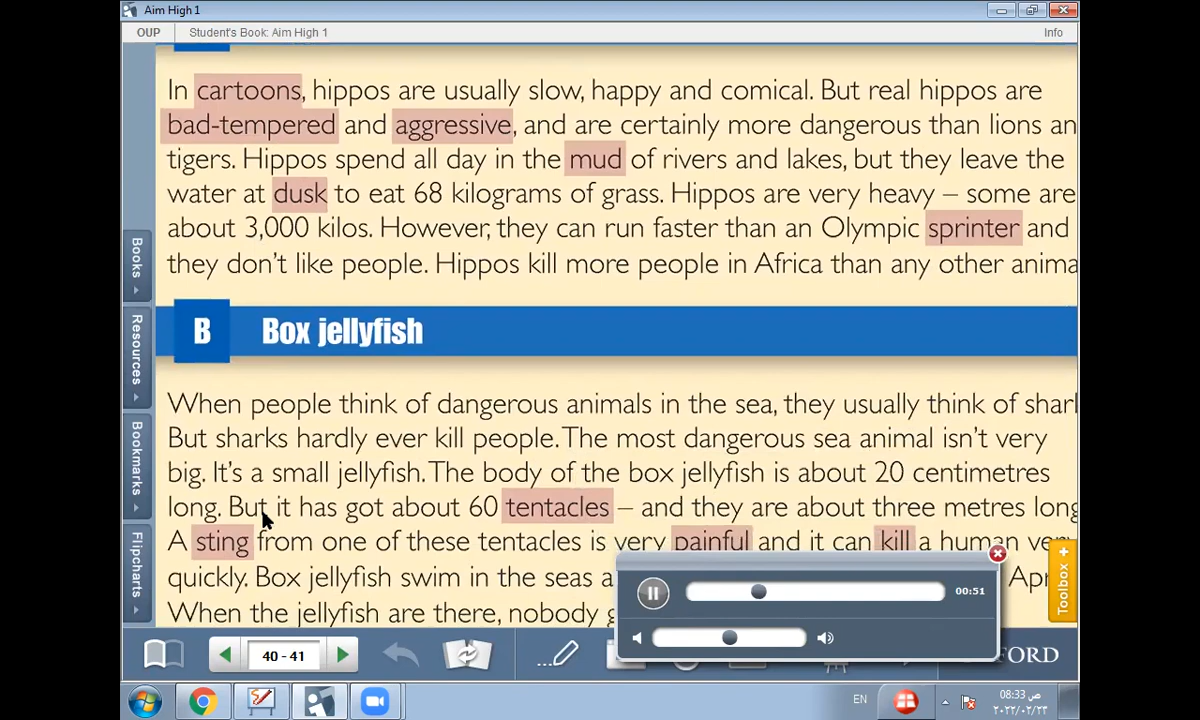 Aim High 1
OUP
Student's Book: Aim High 1
Info
In cartoons, hippos are usually slow, happy and comical. But real hippos are
bad-tempered and aggressive, and are certainly more dangerous than lions an
tigers. Hippos spend all day in the mud of rivers and lakes, but they leave the
water at dusk to eat 68 kilograms of grass. Hippos are very heavy – some are
about 3,000 kilos. However, they can run faster than an Olympic sprinter and
they don't like people. Hippos kill more people in Africa than any other anima
B Box jellyfish
When people think of dangerous animals in the sea, they usually think of shar
But sharks hardly ever kill people. The most dangerous sea animal isn't very
big. It's a small jellyfish. The body of the box jellyfish is about 20 centimetres
long. But it has got about 60 tentacles – and they are about three metres long
A sting from one of these tentacles is very painful and it can kill a human very
quickly. Box jellyfish swim in the seas a
Apr
When the jellyfish are there, nobody g
Books
Resources
Bookmarks
Flipcharts
Toolbox +
00:51
40 - 41
FORD
EN
08:33 ص
٢٠٢٢/٠٢/٢٣